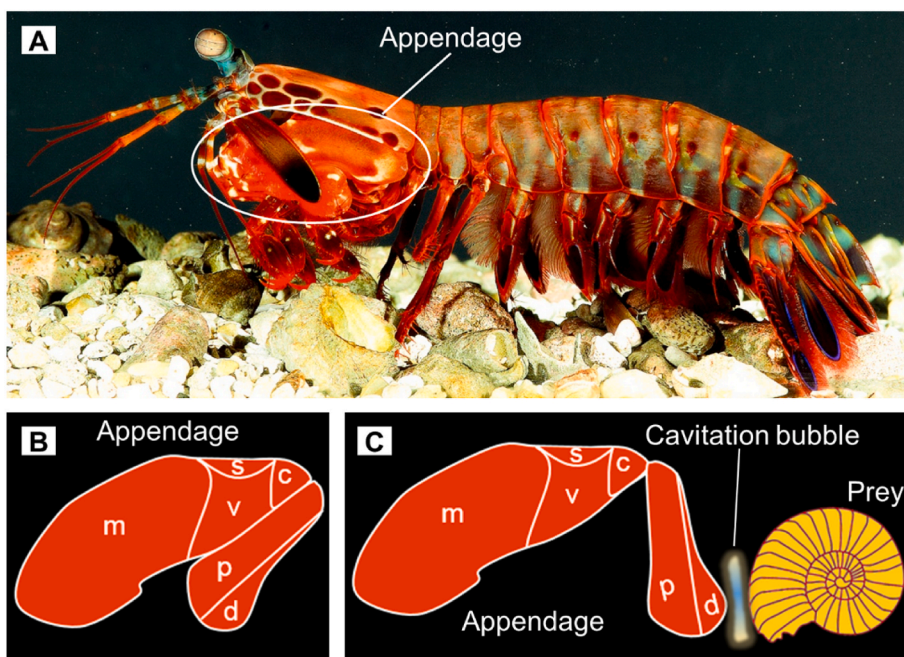 A
Appendage
B
Appendage
s
c
v
m
p
d
C
Cavitation bubble
Prey
s
c
v
m
p
d
Appendage